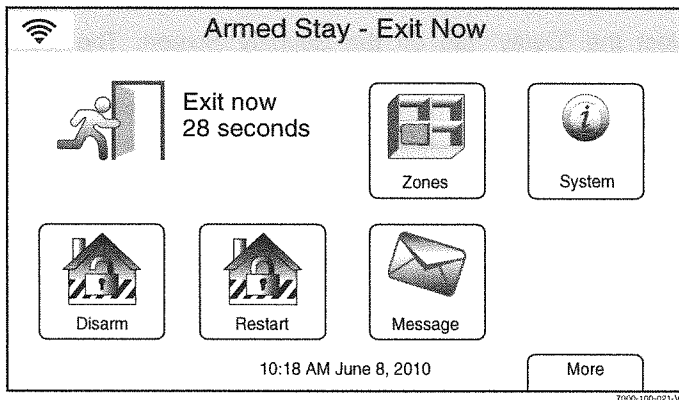 Armed Stay - Exit Now
Exit now
28 seconds
Zones
System
Disarm
Restart
Message
10:18 AM June 8, 2010
More